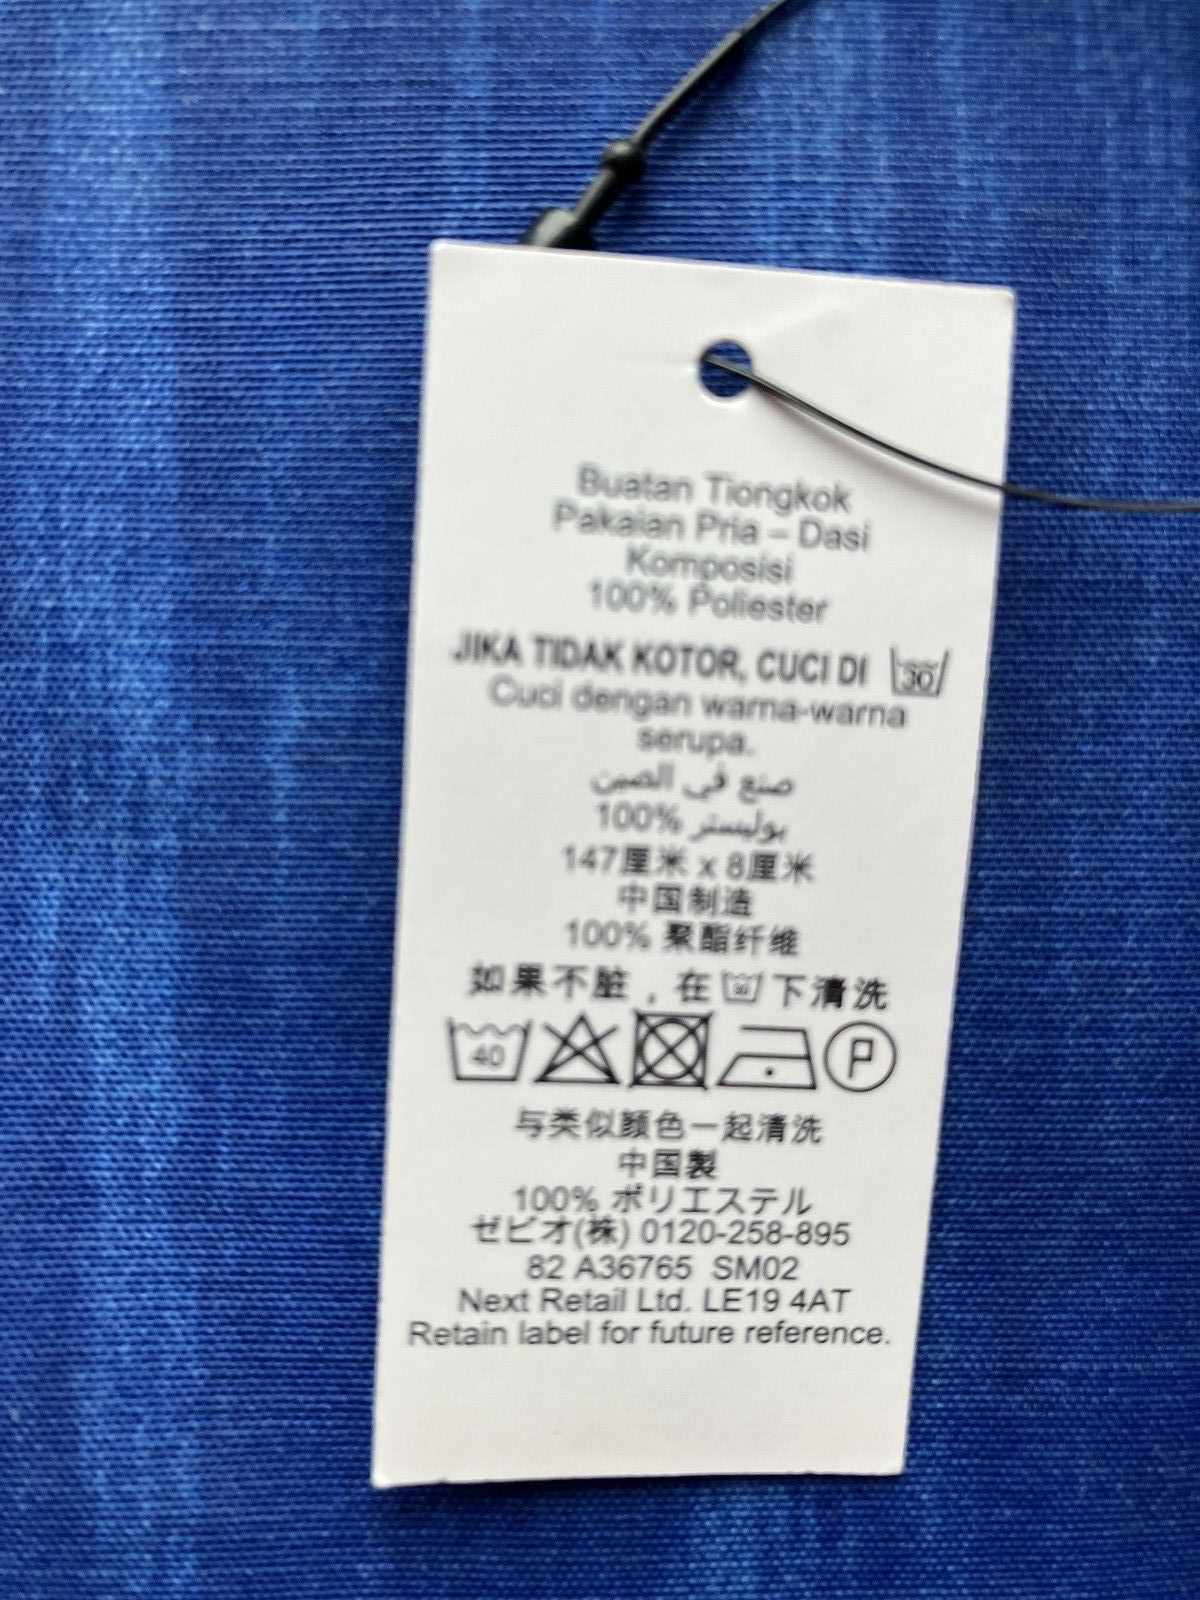 Buatan Tiongkok
Pakaian Pria – Dasi
Komposisi
100% Poliester
JIKA TIDAK KOTOR, CUCI DI 30
Cuci dengan warna-warna
serupa.
صنع في الصين
بوليستر %100
147厘米 x 8厘米
中国制造
100% 聚酯纤维
如果不脏，在 30 下清洗
40 P
与类似颜色一起清洗
中国製
100% ポリエステル
ゼビオ(株) 0120-258-895
82 A36765 SM02
Next Retail Ltd. LE19 4AT
Retain label for future reference.